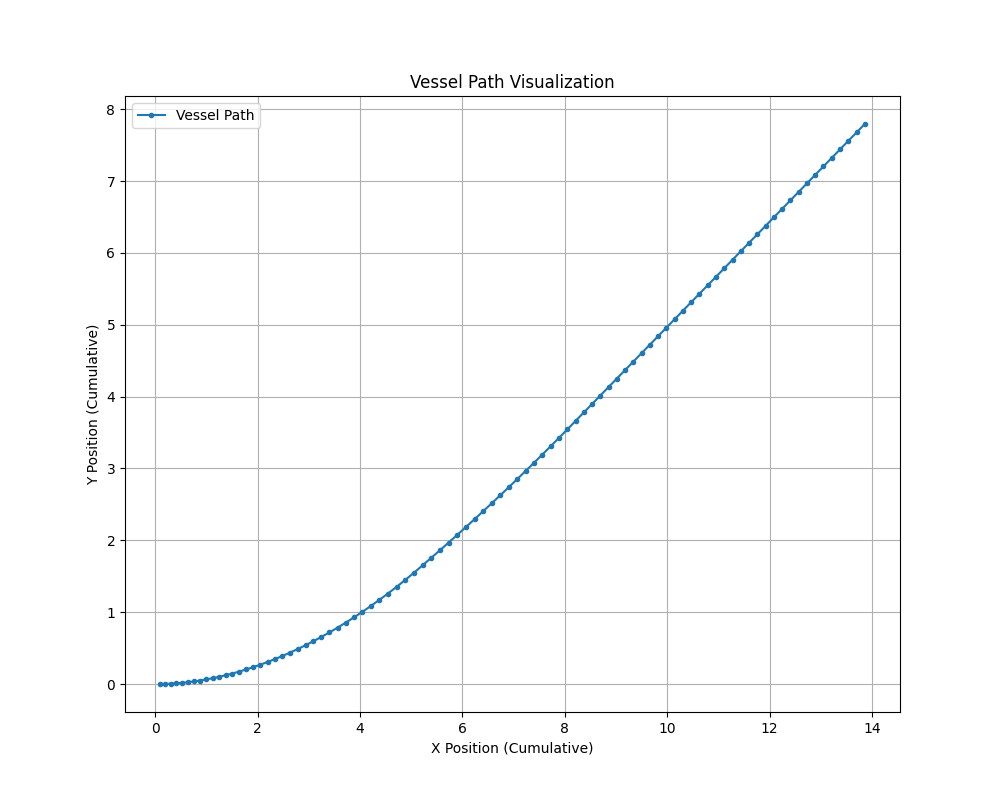 Vessel Path Visualization
Vessel Path
Y Position (Cumulative)
8
7
6
5
4
3
2
1
0
0 2 4 6 8 10 12 14
X Position (Cumulative)